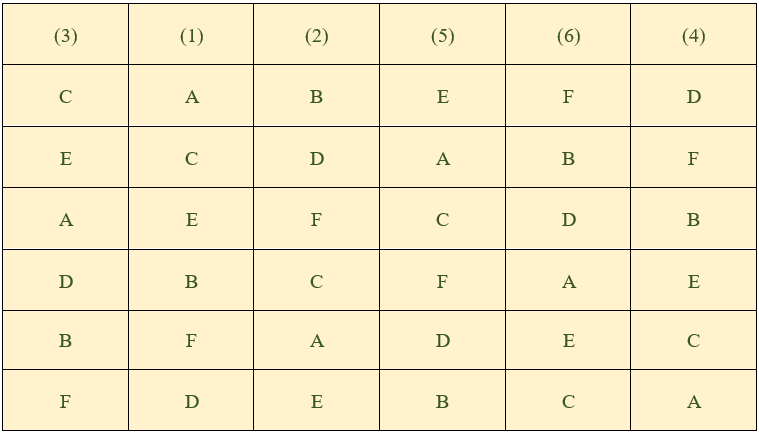 (3) (1) (2) (5) (6) (4)
C A B E F D
E C D A B F
A E F C D B
D B C F A E
B F A D E C
F D E B C A